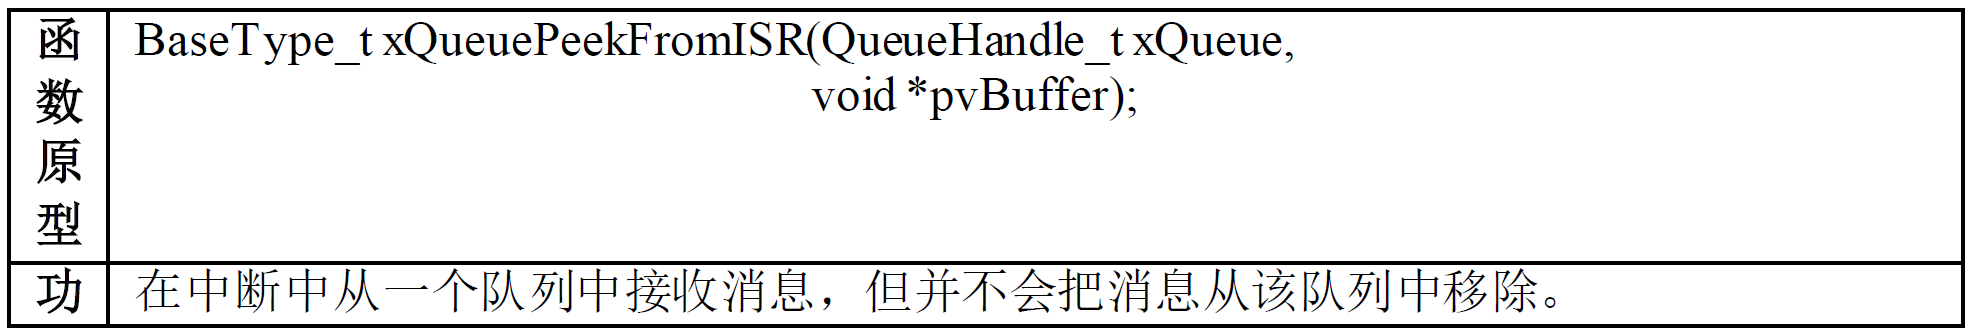 函数原型
BaseType_t xQueuePeekFromISR(QueueHandle_t xQueue,
void *pvBuffer);
功
在中断中从一个队列中接收消息，但并不会把消息从该队列中移除。